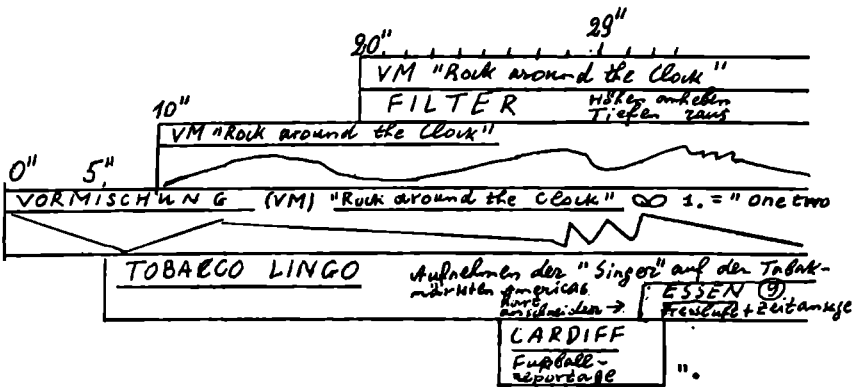 20" 29"
VM "Rock around the Clock"
FILTER Höhen anheben
Tiefen raus
10"
VM "Rock around the Clock"
0" 5"
VORMISCHUNG (VM) "Rock around the Clock" ∞ 1. = "one two
TOBACCO LINGO Aufnehmen der "Singer" auf den Tabak-
märkten Americas
hart
anschneiden →
ESSEN ⑨
Freiluft + Zeitansage
CARDIFF
Fußball-
reportage
".